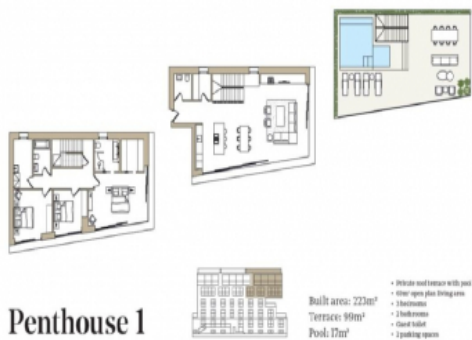 Penthouse 1
Built area: 223m²
Terrace: 99m²
Pool: 17m²
• Private roof terrace with pool
• Over open plan living area
• 3 bedrooms
• 2 bathrooms
• Guest toilet
• 2 parking spaces